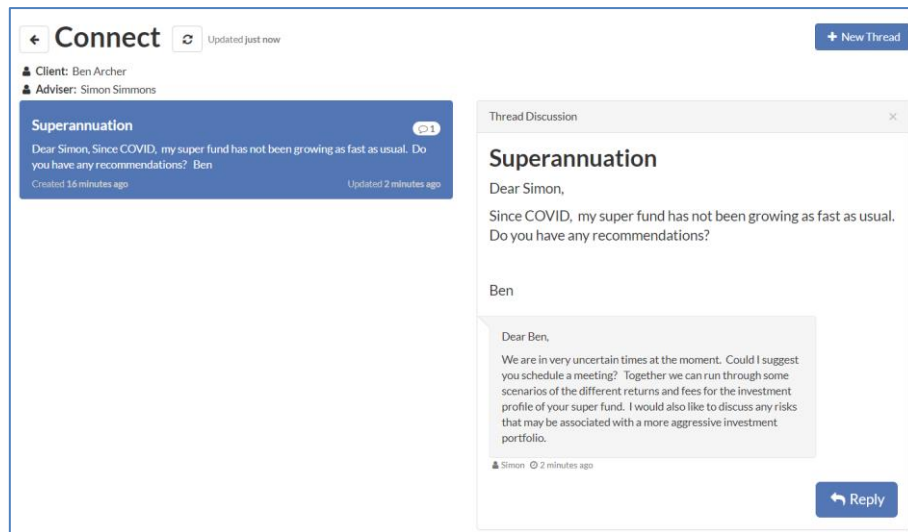 Connect Updated just now
+ New Thread
Client: Ben Archer
Adviser: Simon Simmons
Superannuation
1
Dear Simon, Since COVID, my super fund has not been growing as fast as usual. Do
you have any recommendations? Ben
Created 16 minutes ago Updated 2 minutes ago
Thread Discussion ×
Superannuation
Dear Simon,
Since COVID, my super fund has not been growing as fast as usual.
Do you have any recommendations?
Ben
Dear Ben,
We are in very uncertain times at the moment. Could I suggest
you schedule a meeting? Together we can run through some
scenarios of the different returns and fees for the investment
profile of your super fund. I would also like to discuss any risks
that may be associated with a more aggressive investment
portfolio.
Simon 2 minutes ago
Reply